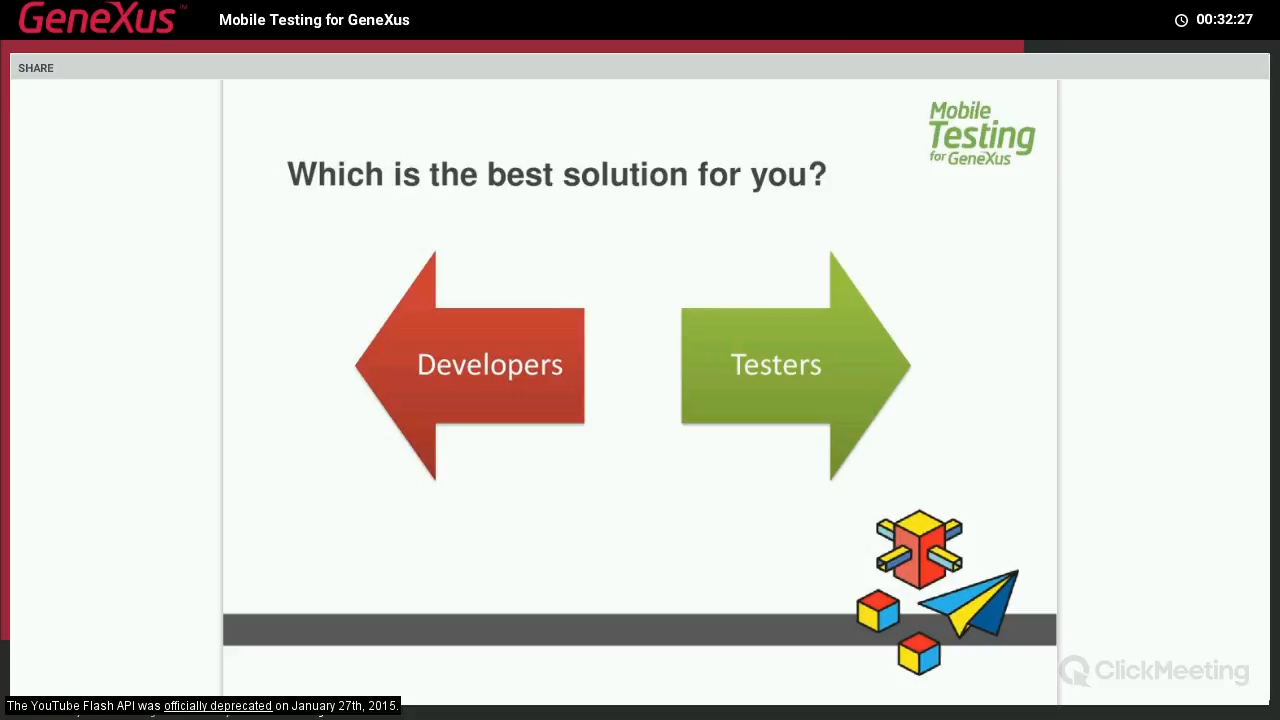 GeneXus™
Mobile Testing for GeneXus
00:32:27
SHARE
Mobile
Testing
for GeneXus
Which is the best solution for you?
Developers
Testers
ClickMeeting
The YouTube Flash API was officially deprecated on January 27th, 2015.